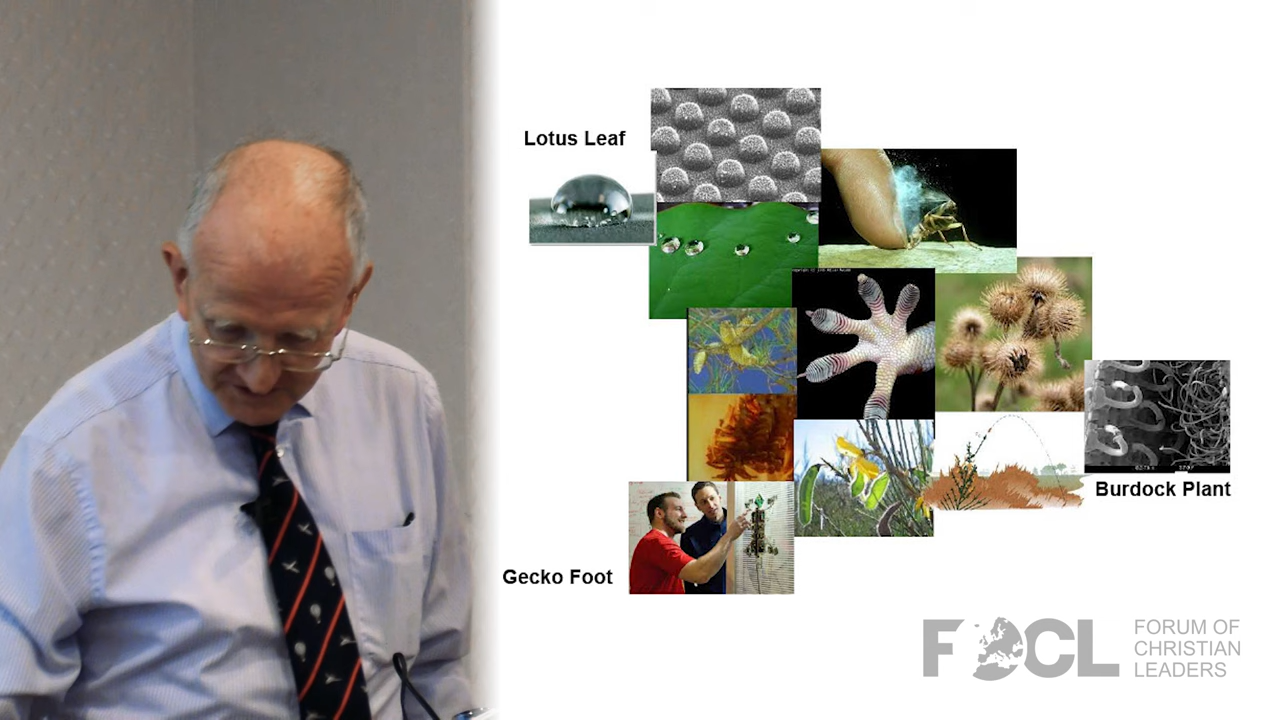 Lotus Leaf
Burdock Plant
Gecko Foot
FOCL
FORUM OF
CHRISTIAN
LEADERS